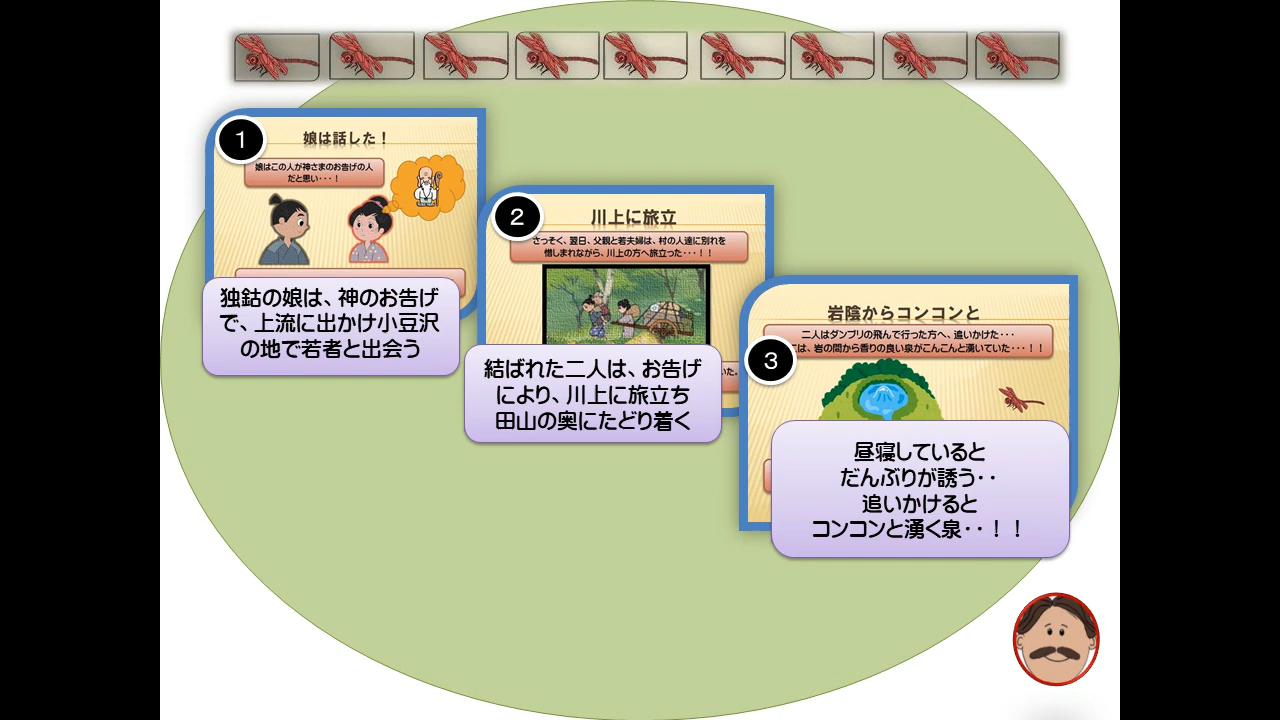 1
娘は話した！
娘はこの人が神さまのお告げの人
だと思い・・・！
独鈷の娘は、神のお告げ
で、上流に出かけ小豆沢
の地で若者と出会う
2
川上に旅立
さっそく、翌日、父親と若夫婦は、村の人達に別れを
惜しまれながら、川上の方へ旅立った・・・！！
いた。
結ばれた二人は、お告げ
により、川上に旅立ち
田山の奥にたどり着く
3
岩陰からコンコンと
二人はダンブリの飛んで行った方へ、追いかけた・・・
は、岩の間から香りの良い泉がこんこんと湧いていた・・・！！
昼寝していると
だんぶりが誘う・・
追いかけると
コンコンと湧く泉・・！！